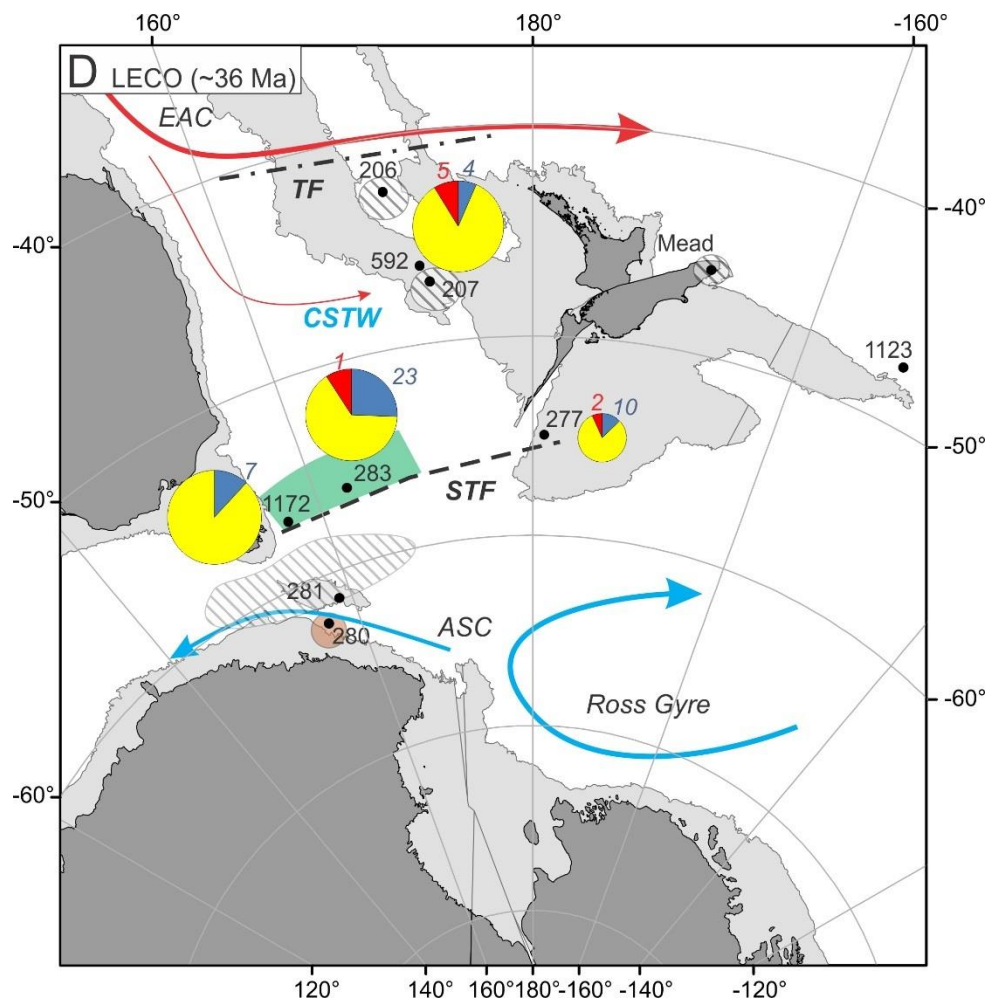 160° 180° -160°
D LECO (~36 Ma)
EAC
TF
206
5 4
-40°
Mead
-40°
592
207
CSTW
1123
1 23
2 10
277
-50°
283
STF
7
-50°
1172
281
280
ASC
Ross Gyre
-60°
-60°
120° 140° 160° 180° -160° -140° -120°